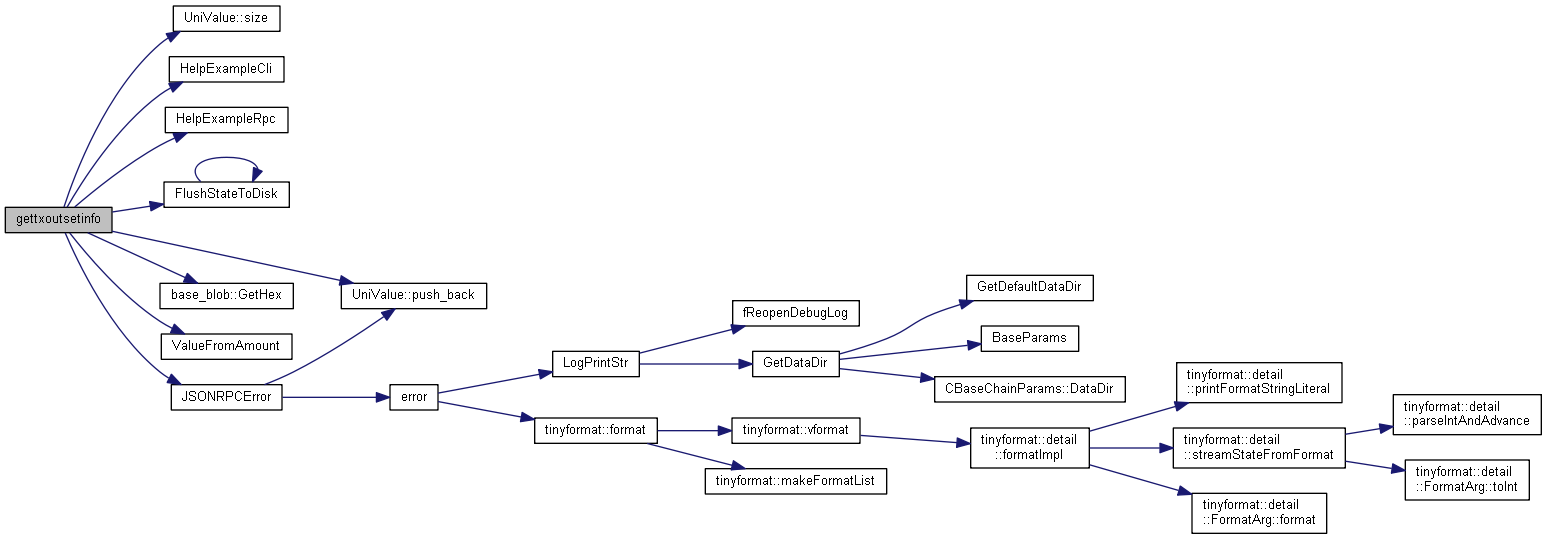 UniValue::size
HelpExampleCli
HelpExampleRpc
FlushStateToDisk
gettxoutsetinfo
base_blob::GetHex
UniValue::push_back
ValueFromAmount
JSONRPCError
error
LogPrintStr
fReopenDebugLog
GetDataDir
GetDefaultDataDir
BaseParams
CBaseChainParams::DataDir
tinyformat::format
tinyformat::vformat
tinyformat::makeFormatList
tinyformat::detail
::formatImpl
tinyformat::detail
::printFormatStringLiteral
tinyformat::detail
::streamStateFromFormat
tinyformat::detail
::FormatArg::format
tinyformat::detail
::parseIntAndAdvance
tinyformat::detail
::FormatArg::toInt